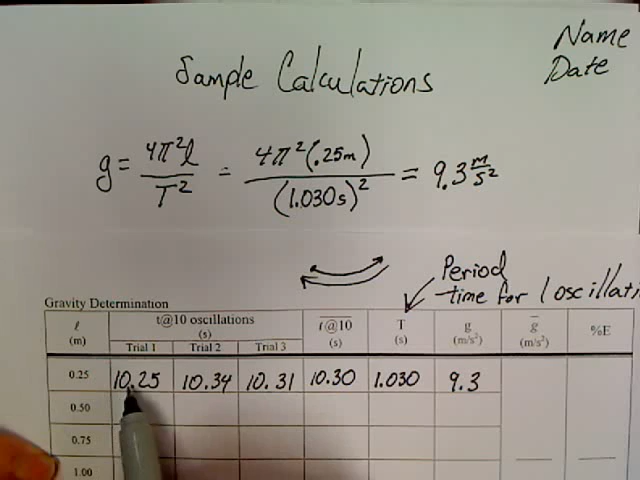 Name
Date
Sample Calculations
g = 4π²l / T² = 4π²(.25m) / (1.030s)² = 9.3 m/s²
Period
time for 1 oscillati
Gravity Determination
l (m) t@10 oscillations (s) t@10 (s) T (s) g (m/s²) g (m/s²) %E
Trial 1 Trial 2 Trial 3
0.25 10.25 10.34 10.31 10.30 1.030 9.3
0.50
0.75
1.00